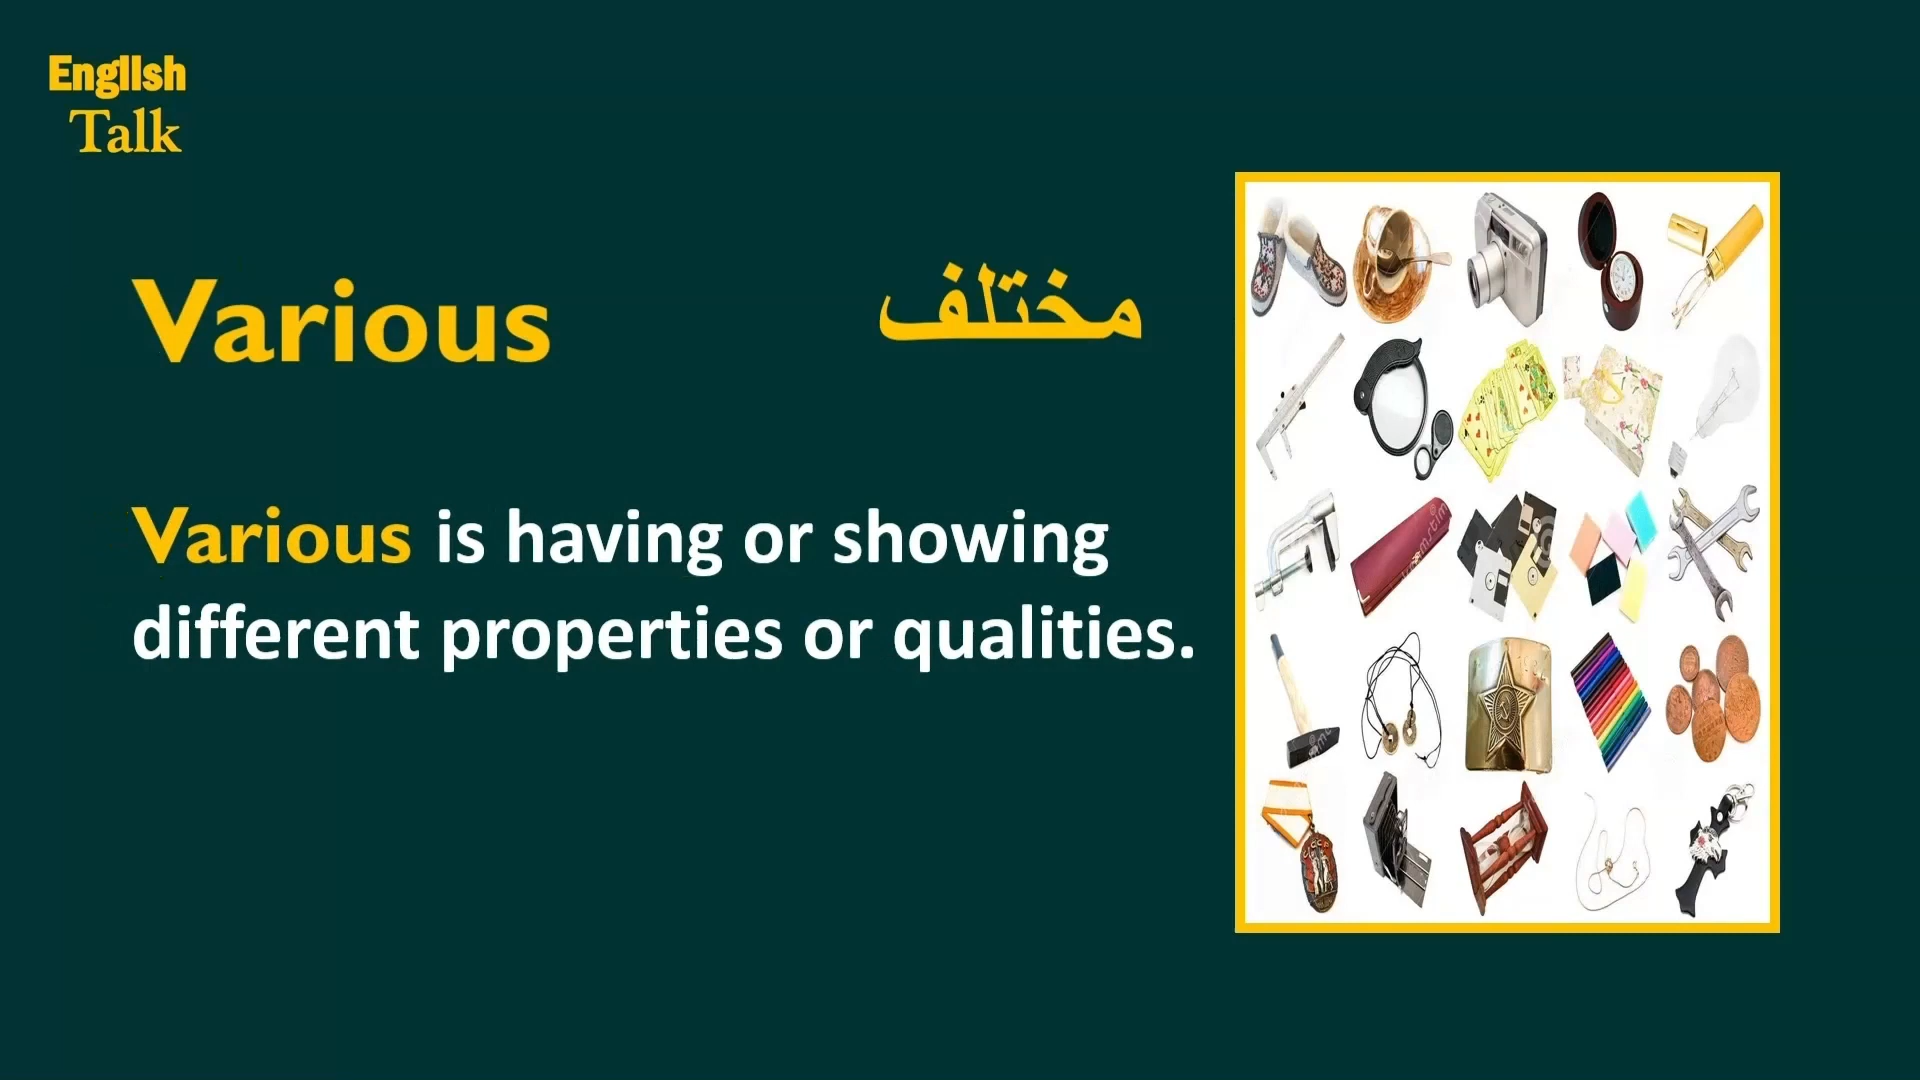 English
Talk
Various
مختلف
Various is having or showing
different properties or qualities.